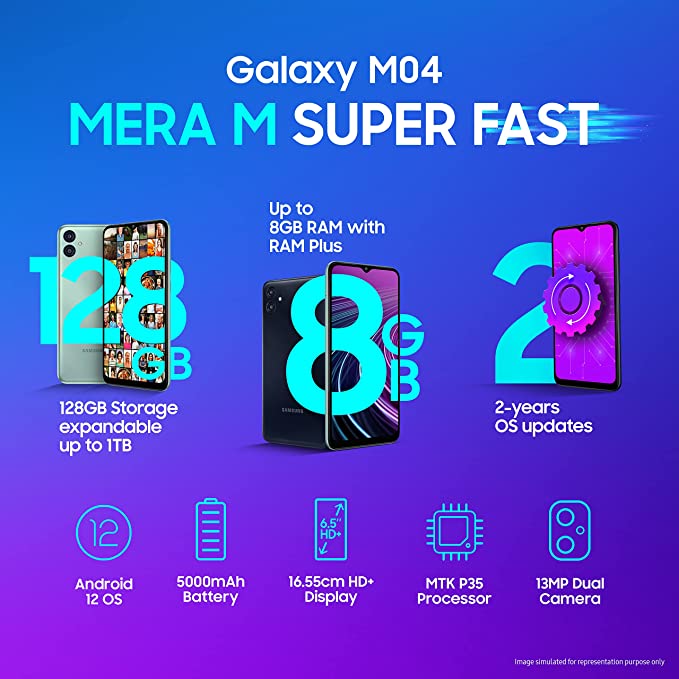 Galaxy M04
MERA M SUPER FAST
128
GB
SAMSUNG
128GB Storage
expandable
up to 1TB
Up to
8GB RAM with
RAM Plus
8
G
B
SAMSUNG
2
2-years
OS updates
12
Android
12 OS
5000mAh
Battery
6.5"
HD+
16.55cm HD+
Display
MTK P35
Processor
13MP Dual
Camera
Image simulated for representation purpose only